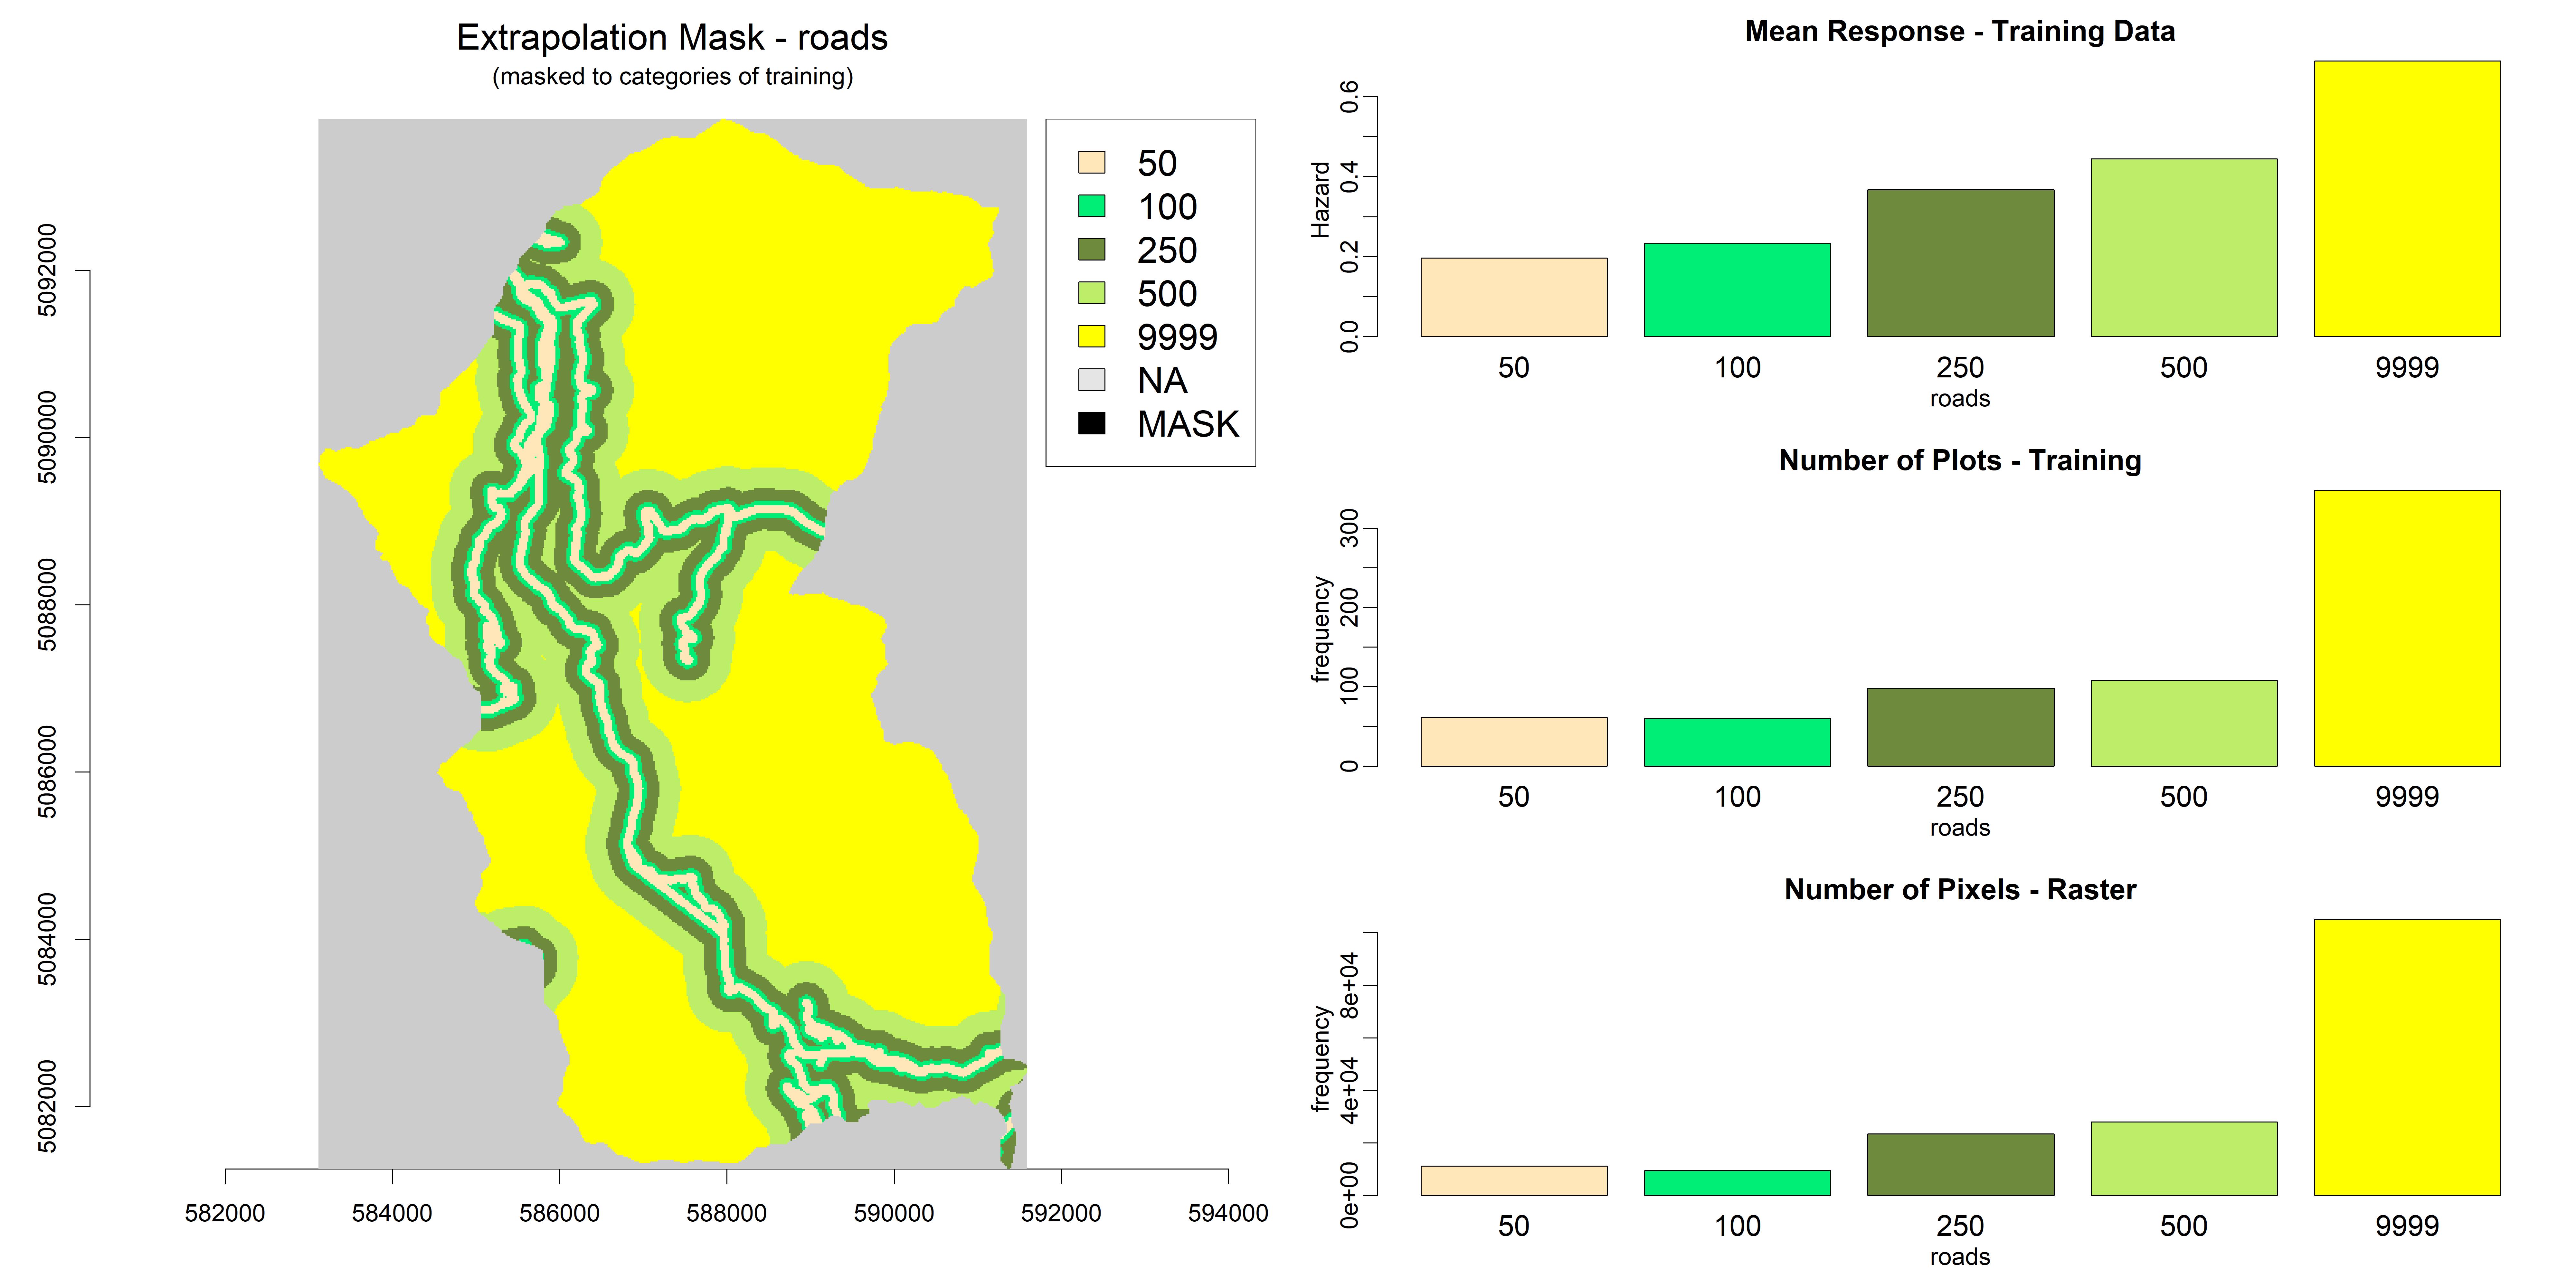 Extrapolation Mask - roads
(masked to categories of training)
5092000
5090000
5088000
5086000
5084000
5082000
582000 584000 586000 588000 590000 592000 594000
50
100
250
500
9999
NA
MASK
Mean Response - Training Data
Hazard
0.6
0.4
0.2
0.0
50 100 250 500 9999
roads
Number of Plots - Training
frequency
300
200
100
0
50 100 250 500 9999
roads
Number of Pixels - Raster
frequency
8e+04
4e+04
0e+00
50 100 250 500 9999
roads